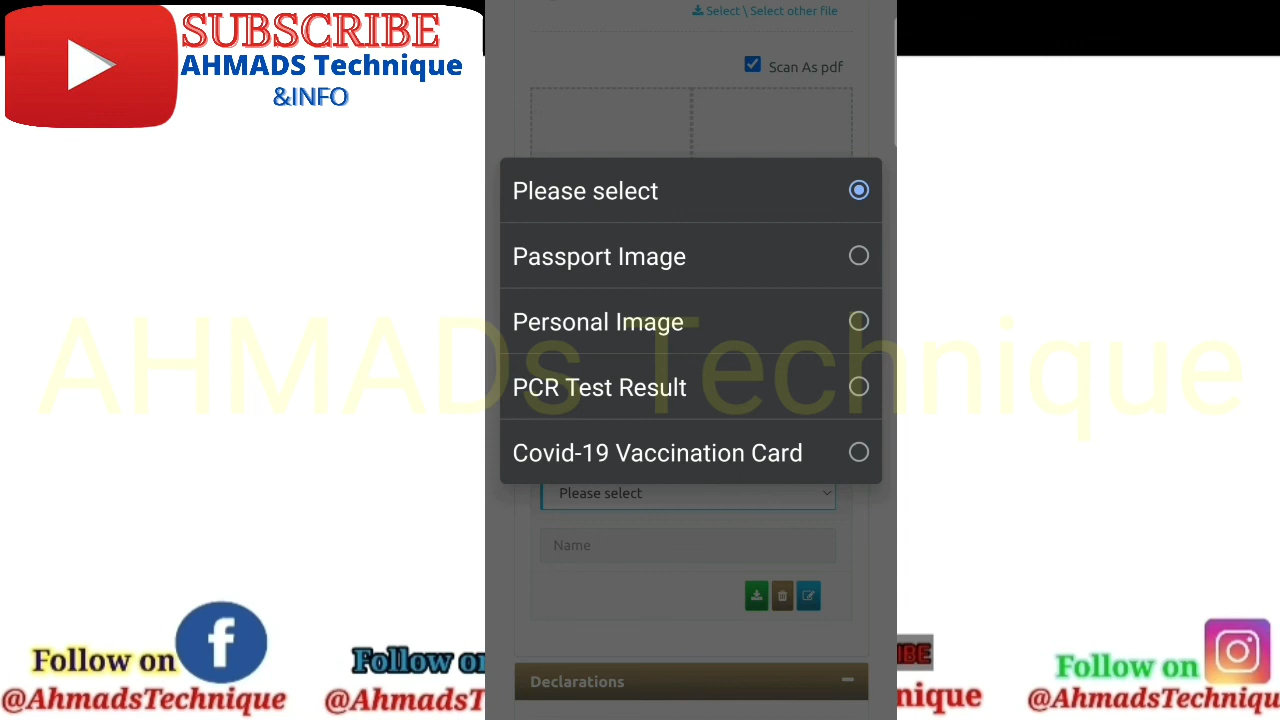 SUBSCRIBE
AHMADS Technique
&INFO
Select \ Select other file
Scan As pdf
Please select
Passport Image
Personal Image
PCR Test Result
Covid-19 Vaccination Card
AHMADs Technique
Please select
Name
Declarations
Follow on
@AhmadsTechnique
Follow on
@AhmadsT
IBE
nique
Follow on
@AhmadsTechniqu